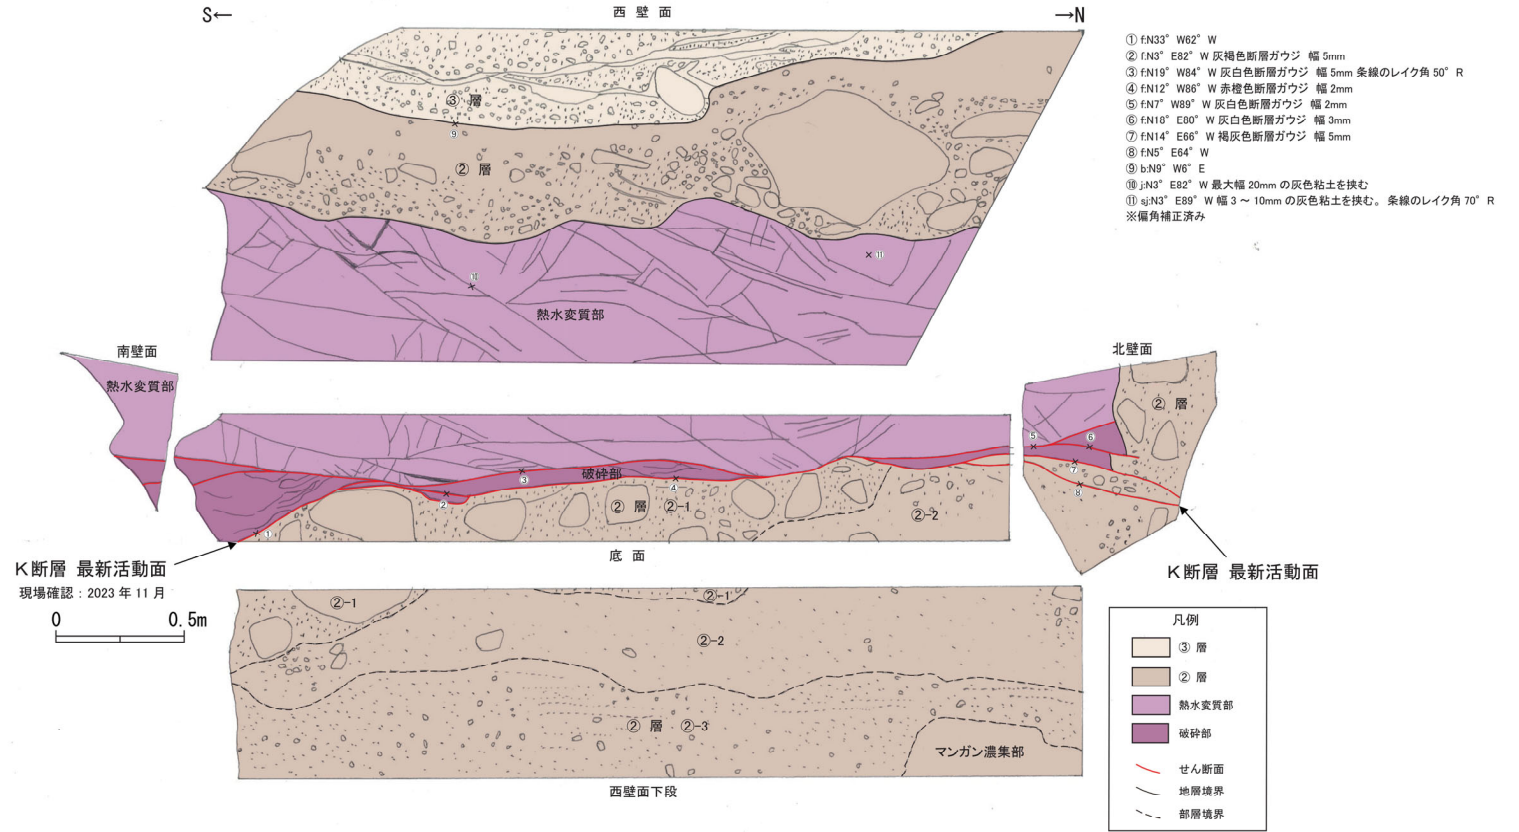 S←
西 壁 面
→N
① f:N33° W62° W
② f:N3° E82° W 灰褐色断層ガウジ 幅 5mm
③ f:N19° W84° W 灰白色断層ガウジ 幅 5mm 条線のレイク角 50° R
④ f:N12° W86° W 赤橙色断層ガウジ 幅 2mm
⑤ f:N7° W89° W 灰白色断層ガウジ 幅 2mm
⑥ f:N18° E80° W 灰白色断層ガウジ 幅 3mm
⑦ f:N14° E66° W 褐灰色断層ガウジ 幅 5mm
⑧ f:N5° E64° W
⑨ b:N9° W6° E
⑩ j:N3° E82° W 最大幅 20mm の灰色粘土を挟む
⑪ sj:N3° E89° W 幅 3 ～ 10mm の灰色粘土を挟む。 条線のレイク角 70° R
※偏角補正済み
③ 層
⑨
② 層
⑪
⑩
熱水変質部
南壁面
熱水変質部
北壁面
② 層
⑤
⑥
⑦
⑧
破砕部
③
④
②
① 
② 層 ②-1
②-2
底 面
K断層 最新活動面
現場確認：2023 年 11 月
0 0.5m
K断層 最新活動面
②-1
②-1
②-2
② 層 ②-3
マンガン濃集部
西壁面下段
凡例
③ 層
② 層
熱水変質部
破砕部
せん断面
地層境界
部層境界